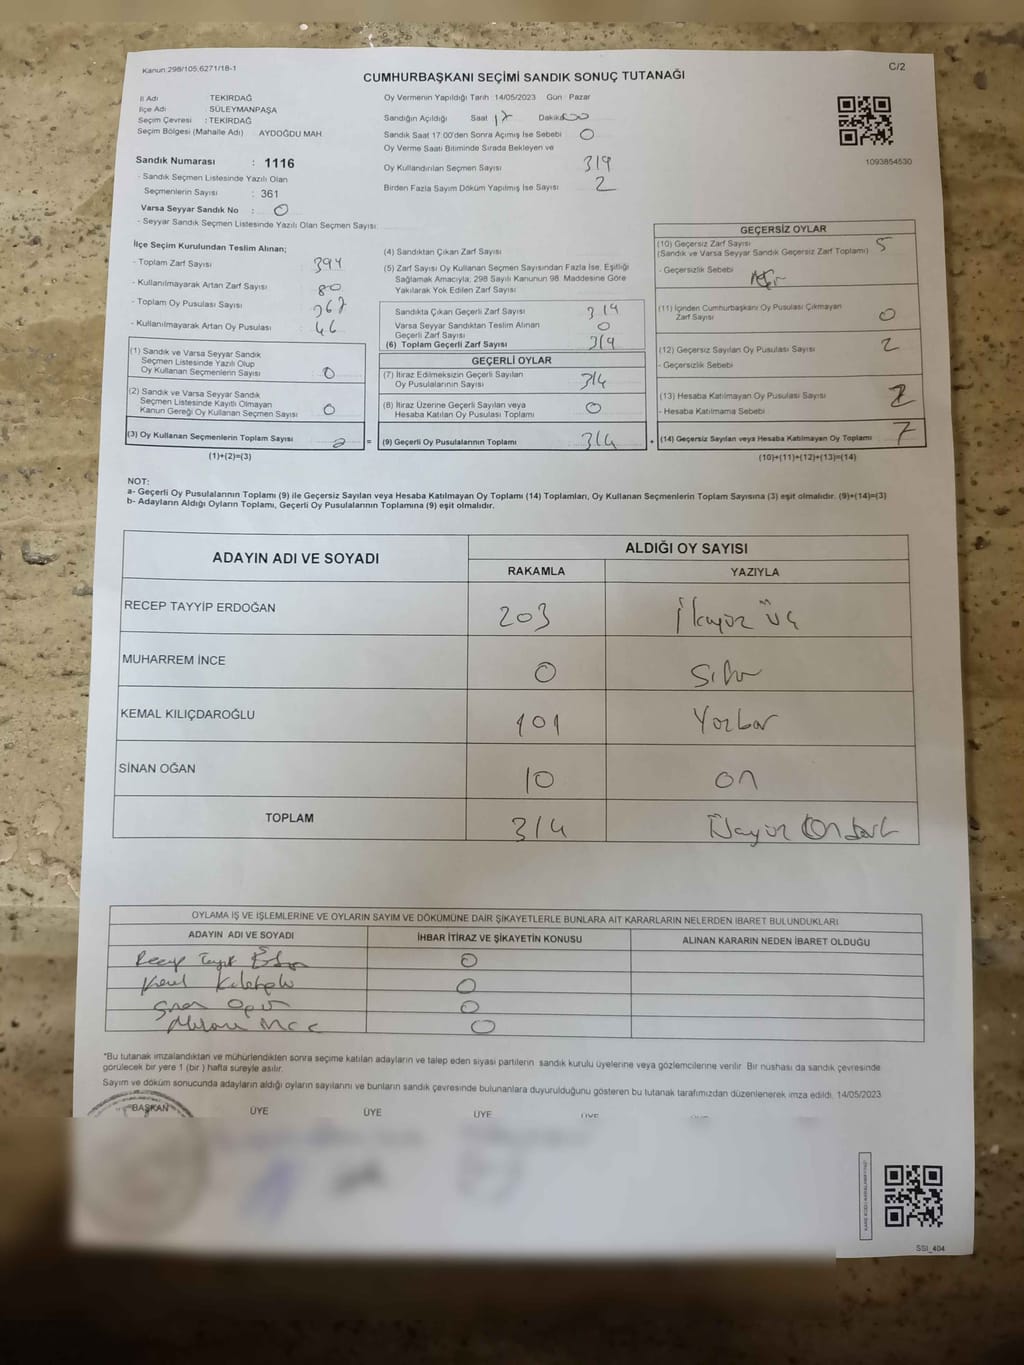 Kanun:298/105,6271/18-1
C/2
CUMHURBAŞKANI SEÇİMİ SANDIK SONUÇ TUTANAĞI
İl Adı TEKİRDAĞ
İlçe Adı : SÜLEYMANPAŞA
Seçim Çevresi : TEKİRDAĞ
Seçim Bölgesi (Mahalle Adı) AYDOĞDU MAH.
Sandık Numarası : 1116
- Sandık Seçmen Listesinde Yazılı Olan
Seçmenlerin Sayısı : 361
Varsa Seyyar Sandık No : 0
- Seyyar Sandık Seçmen Listesinde Yazılı Olan Seçmen Sayısı
Oy Vermenin Yapıldığı Tarih 14/05/2023 Gün : Pazar
Sandığın Açıldığı Saat 17 Dakika 00
Sandık Saat 17.00'den Sonra Açımış İse Sebebi 0
Oy Verme Saati Bitiminde Sırada Bekleyen ve
Oy Kullandırılan Seçmen Sayısı 319
Birden Fazla Sayım Döküm Yapılmış İse Sayısı 2
1093854530
İlçe Seçim Kurulundan Teslim Alınan;
- Toplam Zarf Sayısı 394
- Kullanılmayarak Artan Zarf Sayısı 80
- Toplam Oy Pusulası Sayısı 367
- Kullanılmayarak Artan Oy Pusulası 46
(1) Sandık ve Varsa Seyyar Sandık
Seçmen Listesinde Yazılı Olup
Oy Kullanan Seçmenlerin Sayısı 0
(2) Sandık ve Varsa Seyyar Sandık
Seçmen Listesinde Kayıtlı Olmayan
Kanun Gereği Oy Kullanan Seçmen Sayısı 0
(3) Oy Kullanan Seçmenlerin Toplam Sayısı =
(1)+(2)=(3)
(4) Sandıktan Çıkan Zarf Sayısı
(5) Zarf Sayısı Oy Kullanan Seçmen Sayısından Fazla İse, Eşitliği
Sağlamak Amacıyla; 298 Sayılı Kanunun 98. Maddesine Göre
Yakılarak Yok Edilen Zarf Sayısı
Sandıkta Çıkan Geçerli Zarf Sayısı 314
Varsa Seyyar Sandıktan Teslim Alınan
Geçerli Zarf Sayısı 0
(6) Toplam Geçerli Zarf Sayısı 314
GEÇERLİ OYLAR
(7) İtiraz Edilmeksizin Geçerli Sayılan
Oy Pusulalarının Sayısı 314
(8) İtiraz Üzerine Geçerli Sayılan veya
Hesaba Katılan Oy Pusulası Toplamı 0
(9) Geçerli Oy Pusulalarının Toplamı 314 +
GEÇERSİZ OYLAR
(10) Geçersiz Zarf Sayısı 5
(Sandık ve Varsa Seyyar Sandık Geçersiz Zarf Toplamı)
- Geçersizlik Sebebi
(11) İçinden Cumhurbaşkanı Oy Pusulası Çıkmayan
Zarf Sayısı 0
(12) Geçersiz Sayılan Oy Pusulası Sayısı 2
- Geçersizlik Sebebi
(13) Hesaba Katılmayan Oy Pusulası Sayısı
- Hesaba Katılmama Sebebi
(14) Geçersiz Sayılan veya Hesaba Katılmayan Oy Toplamı 7
(10)+(11)+(12)+(13)=(14)
NOT:
a- Geçerli Oy Pusulalarının Toplamı (9) ile Geçersiz Sayılan veya Hesaba Katılmayan Oy Toplamı (14) Toplamları, Oy Kullanan Seçmenlerin Toplam Sayısına (3) eşit olmalıdır. (9)+(14)=(3)
b- Adayların Aldığı Oyların Toplamı, Geçerli Oy Pusulalarının Toplamına (9) eşit olmalıdır.
ADAYIN ADI VE SOYADI ALDIĞI OY SAYISI
RAKAMLA YAZIYLA
RECEP TAYYİP ERDOĞAN 203 İkiyüz üç
MUHARREM İNCE 0 Sıfır
KEMAL KILIÇDAROĞLU 101 Yüzbir
SİNAN OĞAN 10 on
TOPLAM 314 Üçyüz Ondört
OYLAMA İŞ VE İŞLEMLERİNE VE OYLARIN SAYIM VE DÖKÜMÜNE DAİR ŞİKAYETLERLE BUNLARA AİT KARARLARIN NELERDEN İBARET BULUNDUKLARI
ADAYIN ADI VE SOYADI İHBAR İTİRAZ VE ŞİKAYETİN KONUSU ALINAN KARARIN NEDEN İBARET OLDUĞU
Recep Tayyip 0
Kemal 0
Sinan Ogan 0
0
*Bu tutanak imzalandıktan ve mühürlendikten sonra seçime katılan adayların ve talep eden siyasi partilerin sandık kurulu üyelerine veya gözlemcilerine verilir. Bir nüshası da sandık çevresinde
görülecek bir yere 1 (bir ) hafta süreyle asılır.
Sayım ve döküm sonucunda adayların aldığı oyların sayılarını ve bunların sandık çevresinde bulunanlara duyurulduğunu gösteren bu tutanak tarafımızdan düzenlenerek imza edildi. 14/05/2023
BAŞKAN ÜYE ÜYE ÜYE ÜYE
SSİ_404